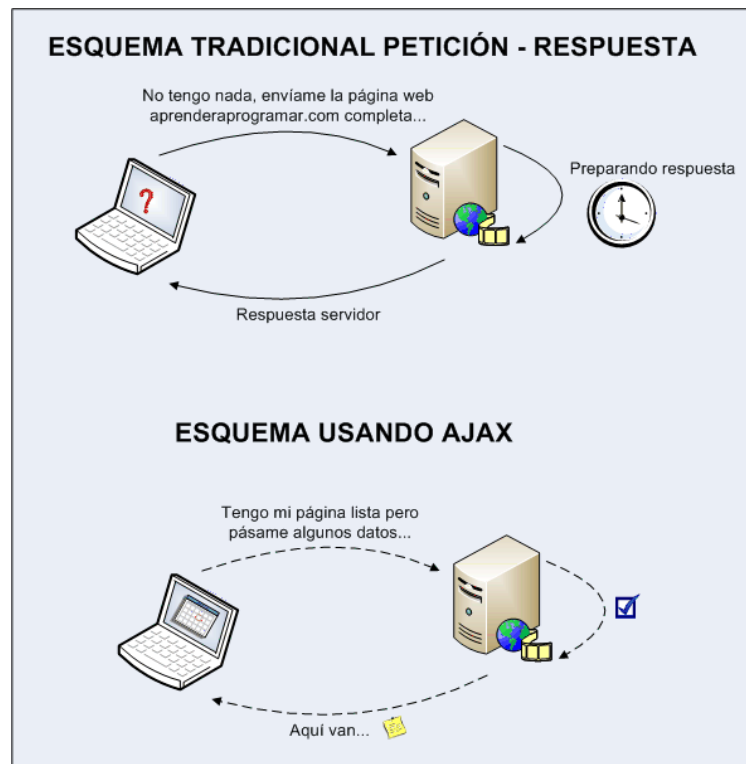 ESQUEMA TRADICIONAL PETICIÓN - RESPUESTA
No tengo nada, envíame la página web
aprenderaprogramar.com completa...
Preparando respuesta
?
Respuesta servidor
ESQUEMA USANDO AJAX
Tengo mi página lista pero
pásame algunos datos...
Aquí van...